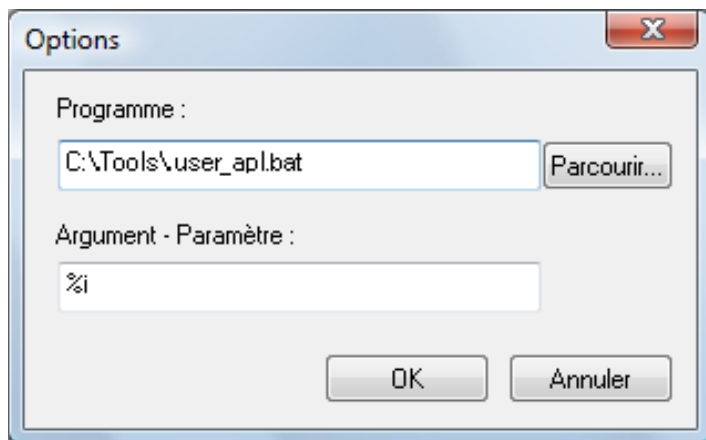 Options
Programme :
C:\Tools\user_apl.bat
Parcourir...
Argument - Paramètre :
%i
OK
Annuler